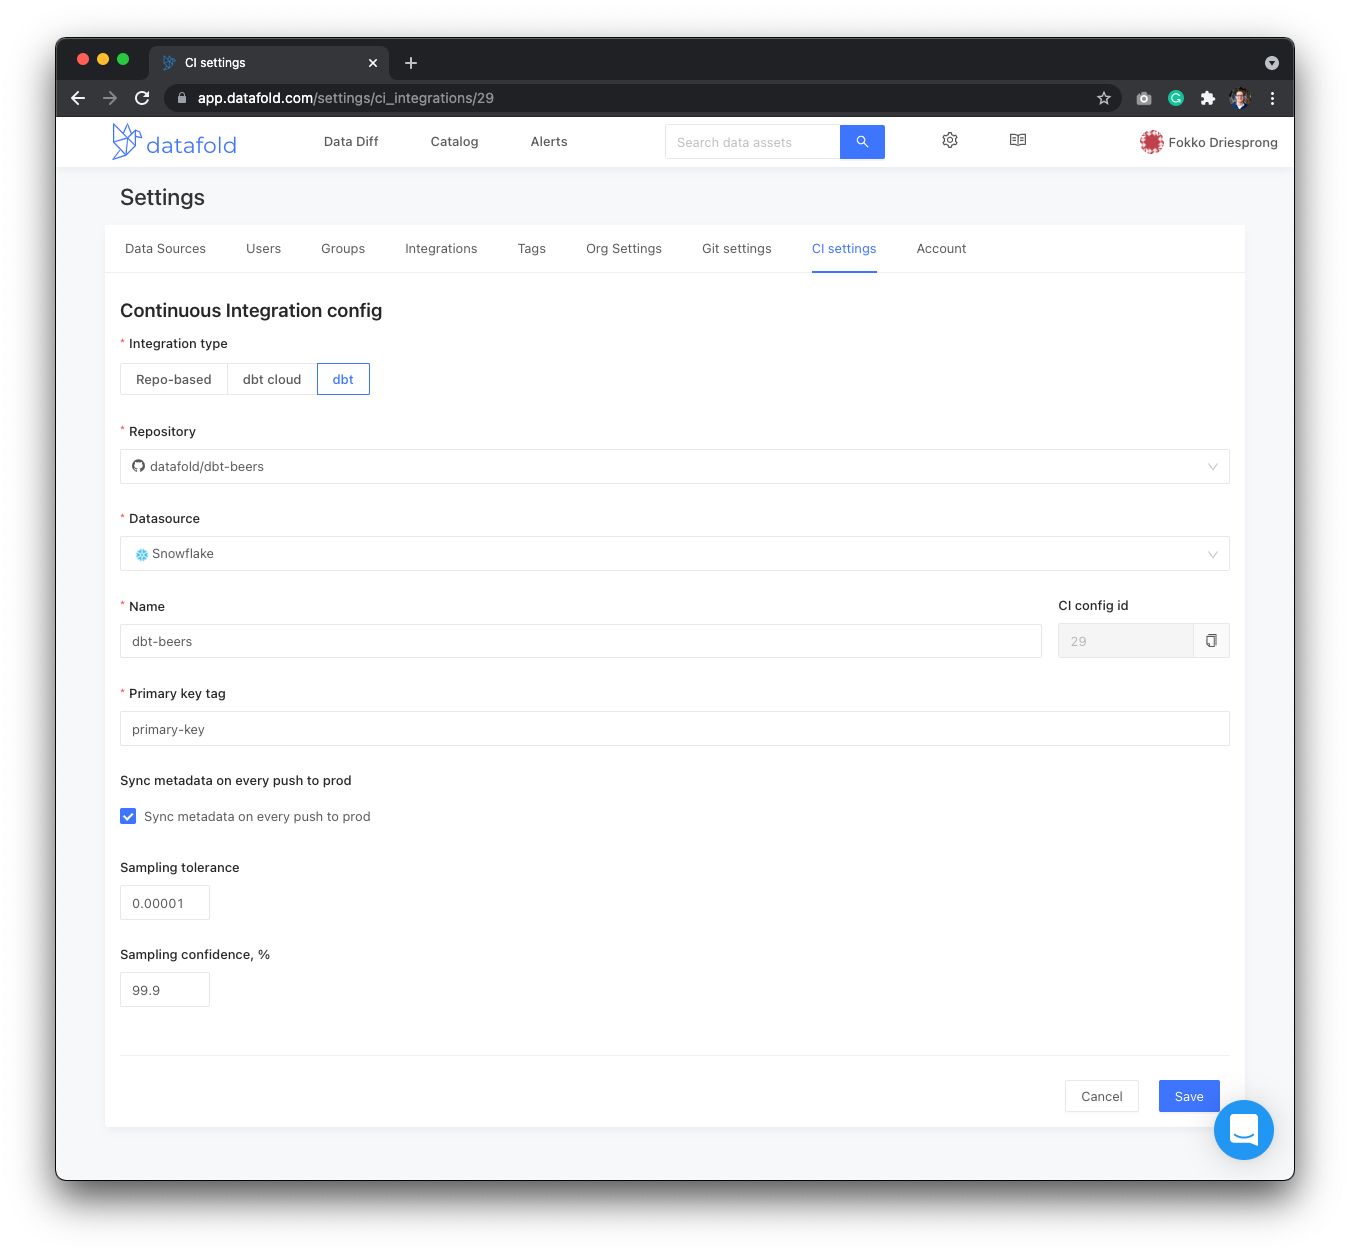 CI settings
app.datafold.com/settings/ci_integrations/29
datafold
Data Diff
Catalog
Alerts
Search data assets
Fokko Driesprong
Settings
Data Sources
Users
Groups
Integrations
Tags
Org Settings
Git settings
CI settings
Account
Continuous Integration config
* Integration type
Repo-based
dbt cloud
dbt
* Repository
datafold/dbt-beers
* Datasource
Snowflake
* Name
CI config id
dbt-beers
29
* Primary key tag
primary-key
Sync metadata on every push to prod
Sync metadata on every push to prod
Sampling tolerance
0.00001
Sampling confidence, %
99.9
Cancel
Save